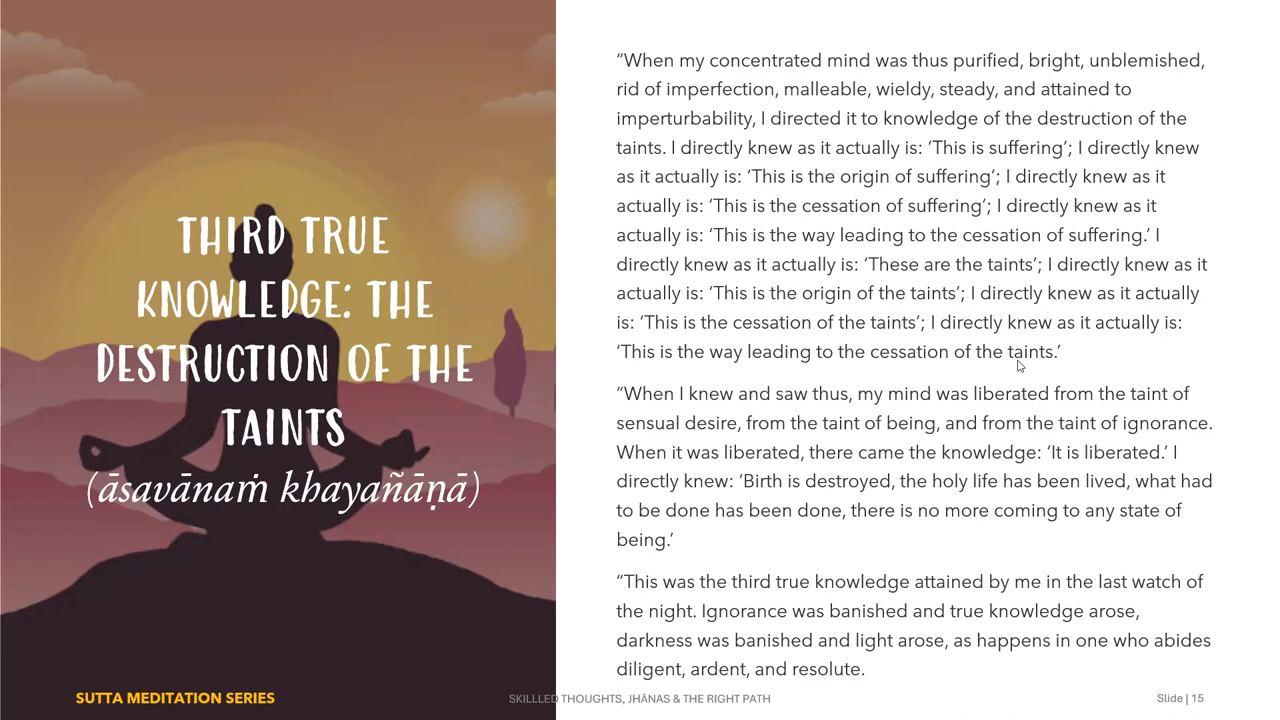 THIRD TRUE
KNOWLEDGE: THE
DESTRUCTION OF THE
TAINTS
(āsavānaṁ khayañāṇā)
“When my concentrated mind was thus purified, bright, unblemished,
rid of imperfection, malleable, wieldy, steady, and attained to
imperturbability, I directed it to knowledge of the destruction of the
taints. I directly knew as it actually is: ‘This is suffering’; I directly knew
as it actually is: ‘This is the origin of suffering’; I directly knew as it
actually is: ‘This is the cessation of suffering’; I directly knew as it
actually is: ‘This is the way leading to the cessation of suffering.’ I
directly knew as it actually is: ‘These are the taints’; I directly knew as it
actually is: ‘This is the origin of the taints’; I directly knew as it actually
is: ‘This is the cessation of the taints’; I directly knew as it actually is:
‘This is the way leading to the cessation of the taints.’
“When I knew and saw thus, my mind was liberated from the taint of
sensual desire, from the taint of being, and from the taint of ignorance.
When it was liberated, there came the knowledge: ‘It is liberated.’ I
directly knew: ‘Birth is destroyed, the holy life has been lived, what had
to be done has been done, there is no more coming to any state of
being.’
“This was the third true knowledge attained by me in the last watch of
the night. Ignorance was banished and true knowledge arose,
darkness was banished and light arose, as happens in one who abides
diligent, ardent, and resolute.
SUTTA MEDITATION SERIES
SKILLLED THOUGHTS, JHĀNAS & THE RIGHT PATH
Slide | 15